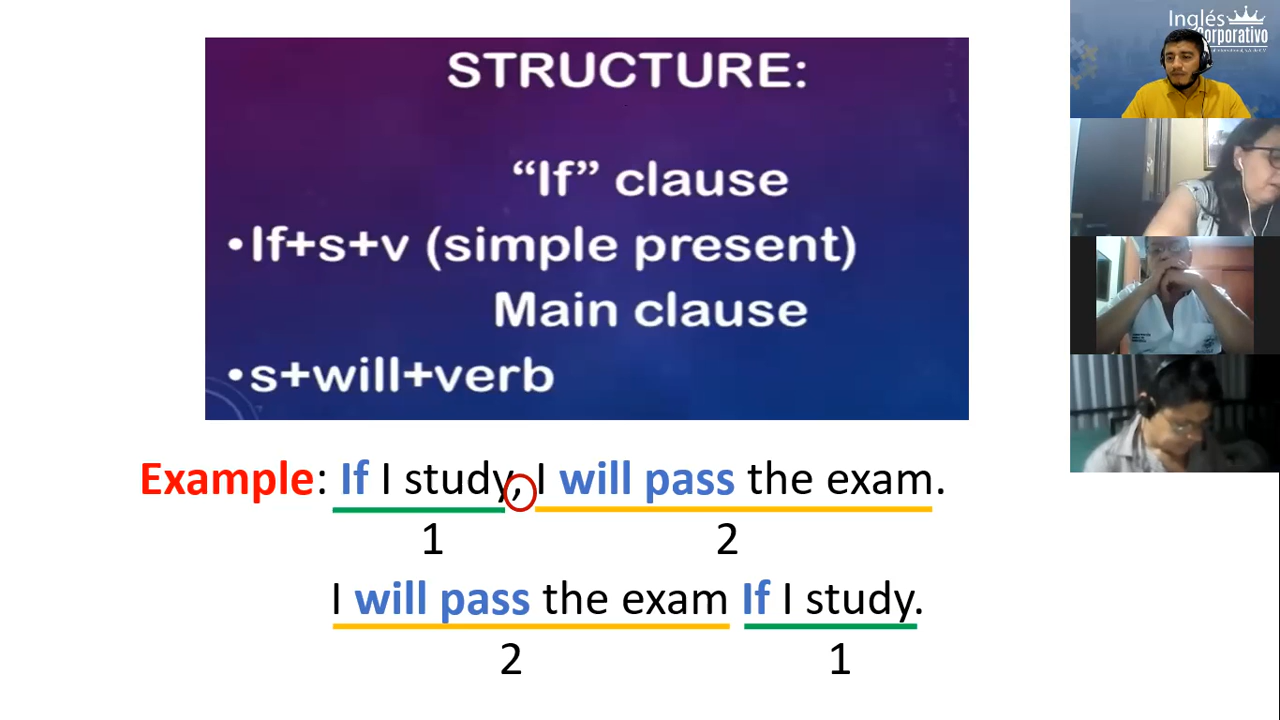 STRUCTURE:
“If” clause
•If+s+v (simple present)
Main clause
•s+will+verb
Example: If I study, I will pass the exam.
1 2
I will pass the exam If I study.
2 1
Inglés
Corporativo